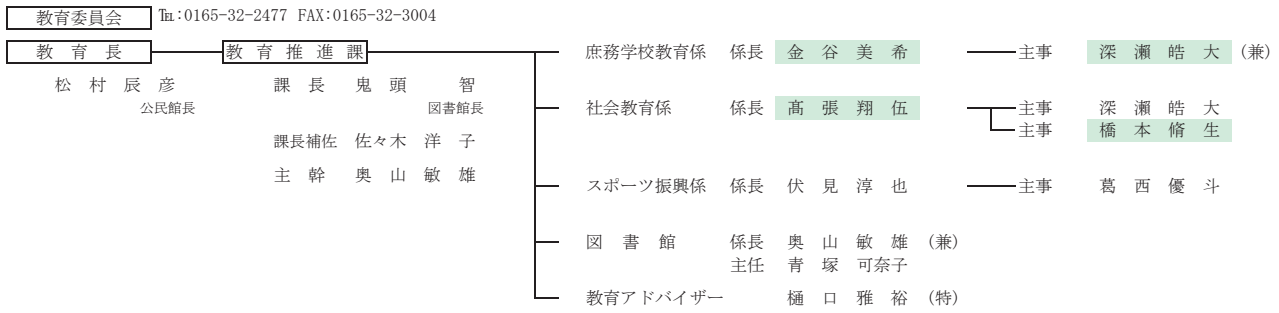 教育委員会 ℡:0165-32-2477 FAX:0165-32-3004
教育長 教育推進課 庶務学校教育係 係長 金谷美希 主事 深瀬皓大 (兼)
松村辰彦 課長 鬼頭 智
公民館長 図書館長 社会教育係 係長 髙張翔伍 主事 深瀬皓大
主事 橋本脩生
課長補佐 佐々木洋子
主幹 奥山敏雄 スポーツ振興係 係長 伏見淳也 主事 葛西優斗
図書館 係長 奥山敏雄 (兼)
主任 青塚可奈子
教育アドバイザー 樋口雅裕 (特)